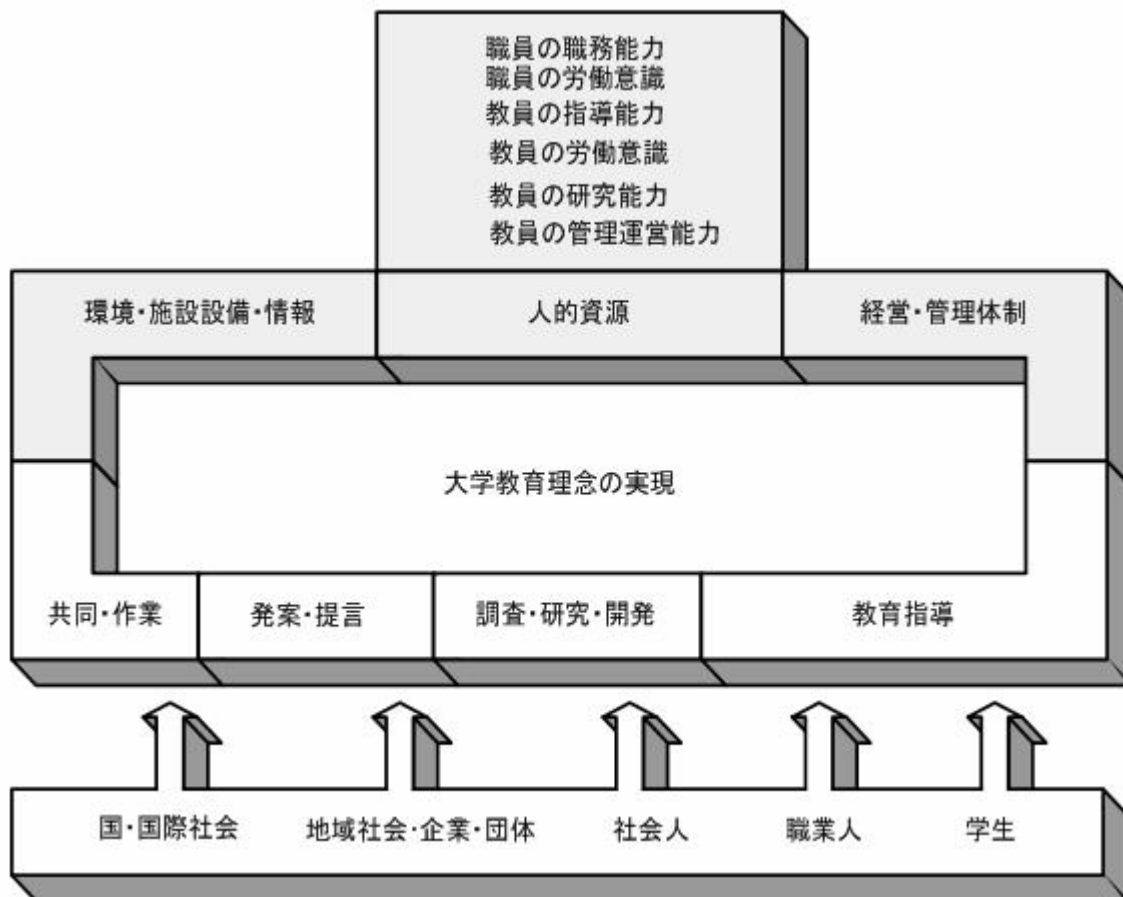 職員の職務能力
職員の労働意識
教員の指導能力
教員の労働意識
教員の研究能力
教員の管理運営能力
環境・施設設備・情報
人的資源
経営・管理体制
大学教育理念の実現
共同・作業
発案・提言
調査・研究・開発
教育指導
国・国際社会
地域社会・企業・団体
社会人
職業人
学生